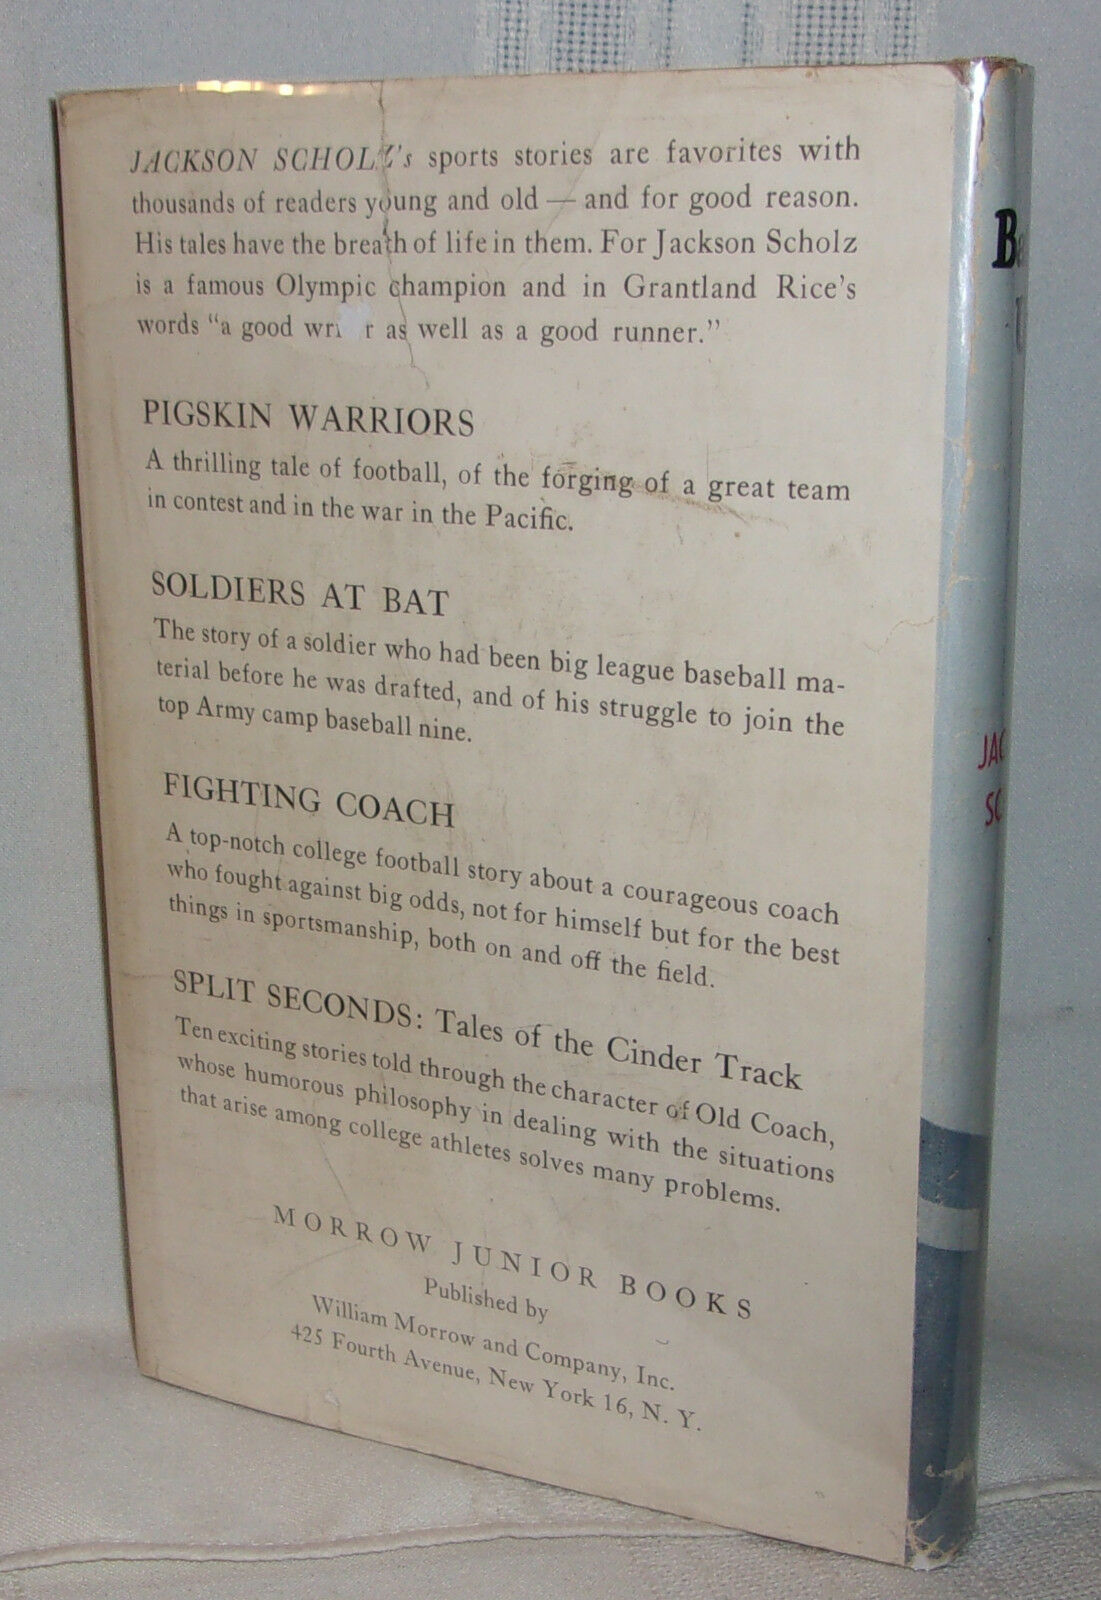 JACKSON SCHOLZ's sports stories are favorites with
thousands of readers young and old — and for good reason.
His tales have the breath of life in them. For Jackson Scholz
is a famous Olympic champion and in Grantland Rice's
words "a good wri r as well as a good runner."
PIGSKIN WARRIORS
A thrilling tale of football, of the forging of a great team
in contest and in the war in the Pacific.
SOLDIERS AT BAT
The story of a soldier who had been big league baseball ma-
terial before he was drafted, and of his struggle to join the
top Army camp baseball nine.
FIGHTING COACH
A top-notch college football story about a courageous coach
who fought against big odds, not for himself but for the best
things in sportsmanship, both on and off the field.
SPLIT SECONDS: Tales of the Cinder Track
Ten exciting stories told through the character of Old Coach,
whose humorous philosophy in dealing with the situations
that arise among college athletes solves many problems.
MORROW JUNIOR BOOKS
Published by
William Morrow and Company, Inc.
425 Fourth Avenue, New York 16, N. Y.
JAC
SC